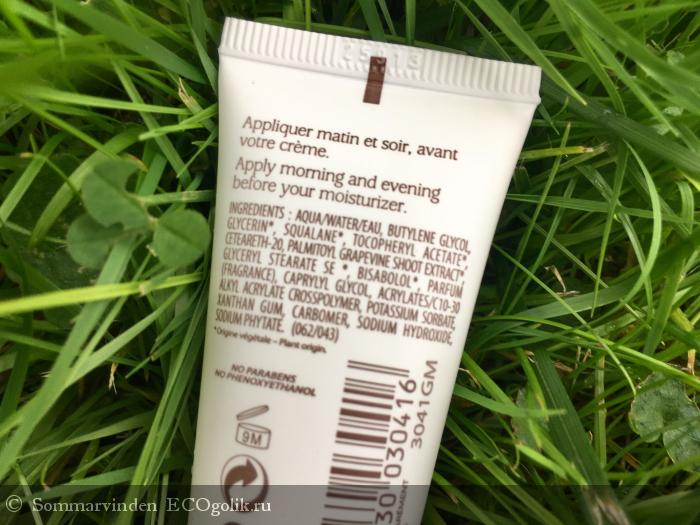 Appliquer matin et soir, avant
votre crème.
Apply morning and evening
before your moisturizer.
INGREDIENTS : AQUA/WATER/EAU, BUTYLENE GLYCOL,
GLYCERIN*, SQUALANE*, TOCOPHERYL ACETATE*,
CETEARETH-20, PALMITOYL GRAPEVINE SHOOT EXTRACT*,
GLYCERYL STEARATE SE *, BISABOLOL*, PARFUM
(FRAGRANCE), CAPRYLYL GLYCOL, ACRYLATES/C10-30
ALKYL ACRYLATE CROSSPOLYMER, POTASSIUM SORBATE,
XANTHAN GUM, CARBOMER, SODIUM HYDROXIDE,
SODIUM PHYTATE. (062/043)
*Origine végétale – Plant origin.
NO PARABENS
NO PHENOXYETHANOL
9M
30 030416
3041GM
© Sommarvinden ECOgolik.ru